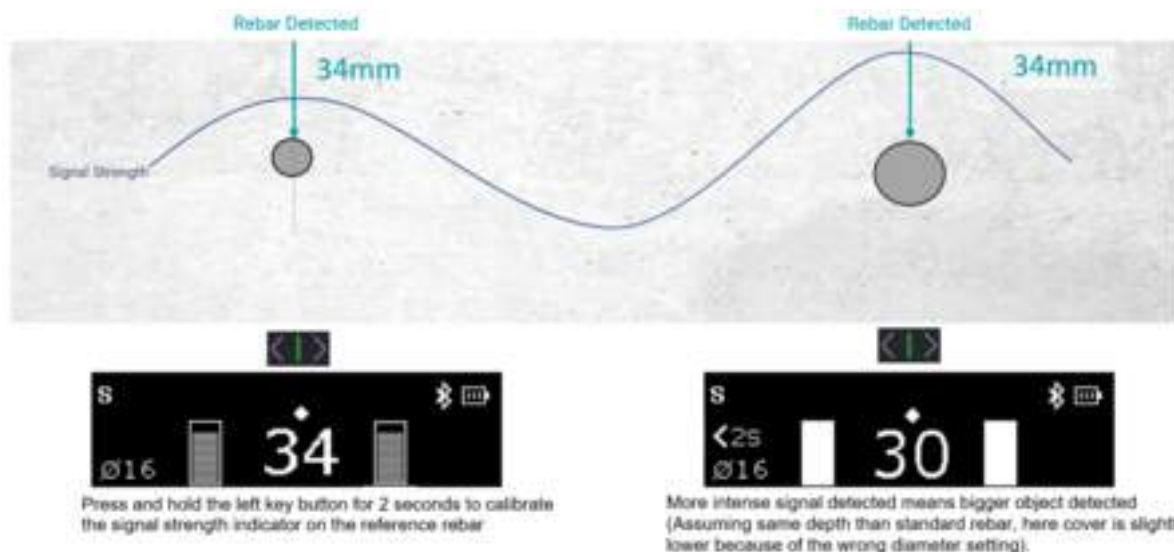 Rebar Detected
Rebar Detected
34mm
34mm
Signal Strength
S
34
Ø16
S
<2s
30
Ø16
Press and hold the left key button for 2 seconds to calibrate
the signal strength indicator on the reference rebar
More intense signal detected means bigger object detected
(Assuming same depth than standard rebar, here cover is slightl
lower because of the wrong diameter setting).